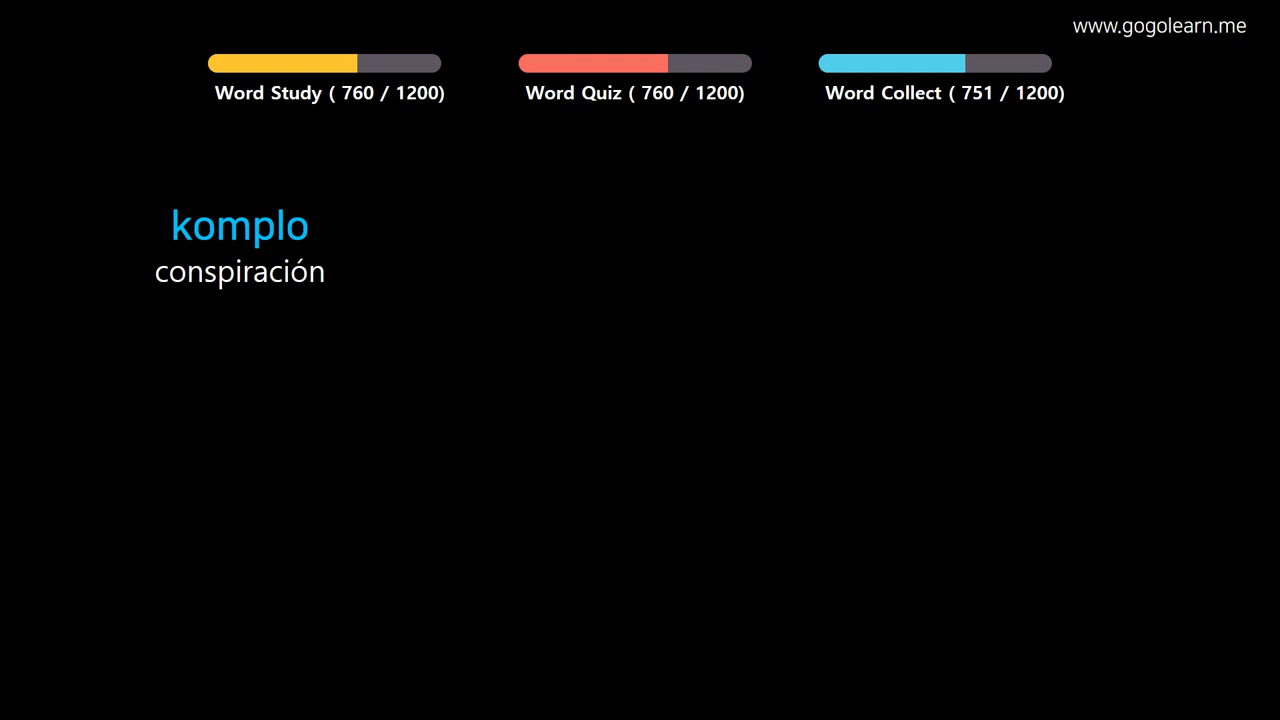 www.gogolearn.me
Word Study ( 760 / 1200)
Word Quiz ( 760 / 1200)
Word Collect ( 751 / 1200)
komplo
conspiración